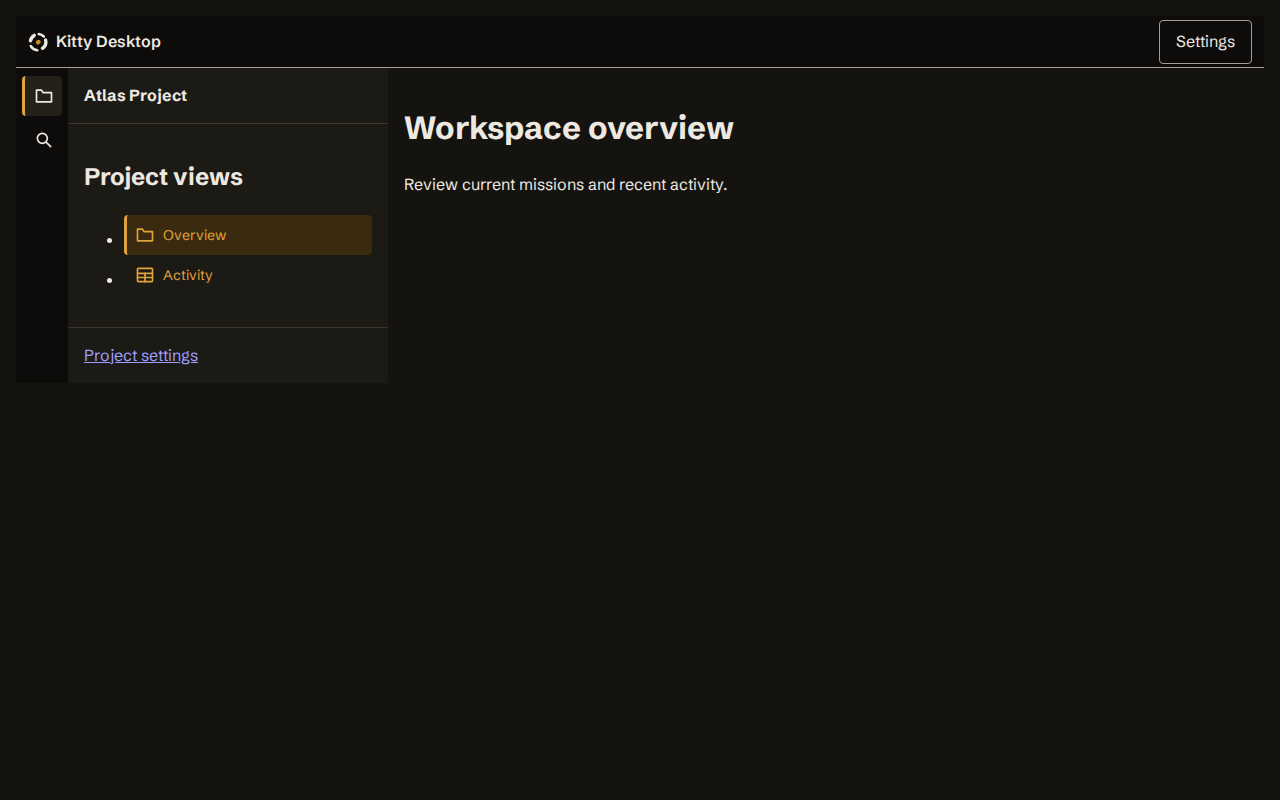 Kitty Desktop
Settings
Atlas Project
Project views
Overview
Activity
Project settings
Workspace overview
Review current missions and recent activity.